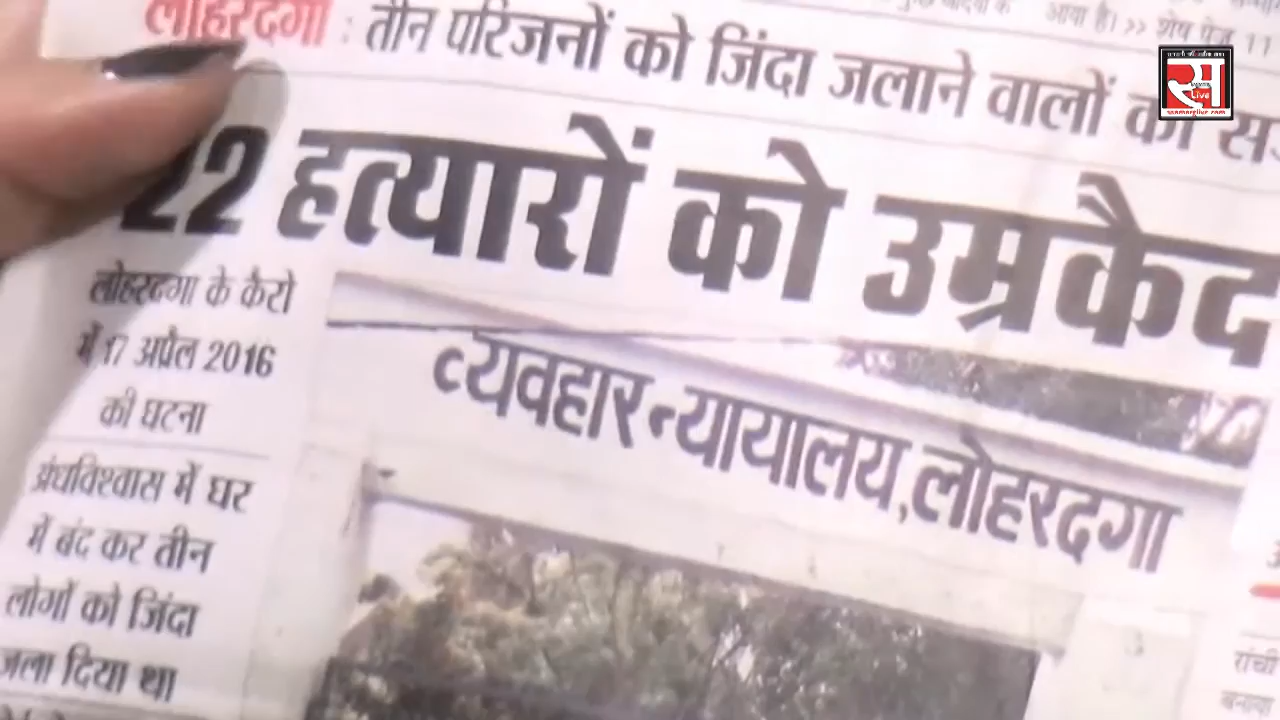 आया है। >> शेष पेज 11
लोहरदगा : तीन परिजनों को जिंदा जलाने वालों को
22 हत्यारों को उम्रकैद
लोहरदगा के कैरो
में 17 अप्रैल 2016
की घटना
अंधविश्वास में घर
में बंद कर तीन
लोगों को जिंदा
जला दिया था
व्यवहार न्यायालय, लोहरदगा
रांची
Live